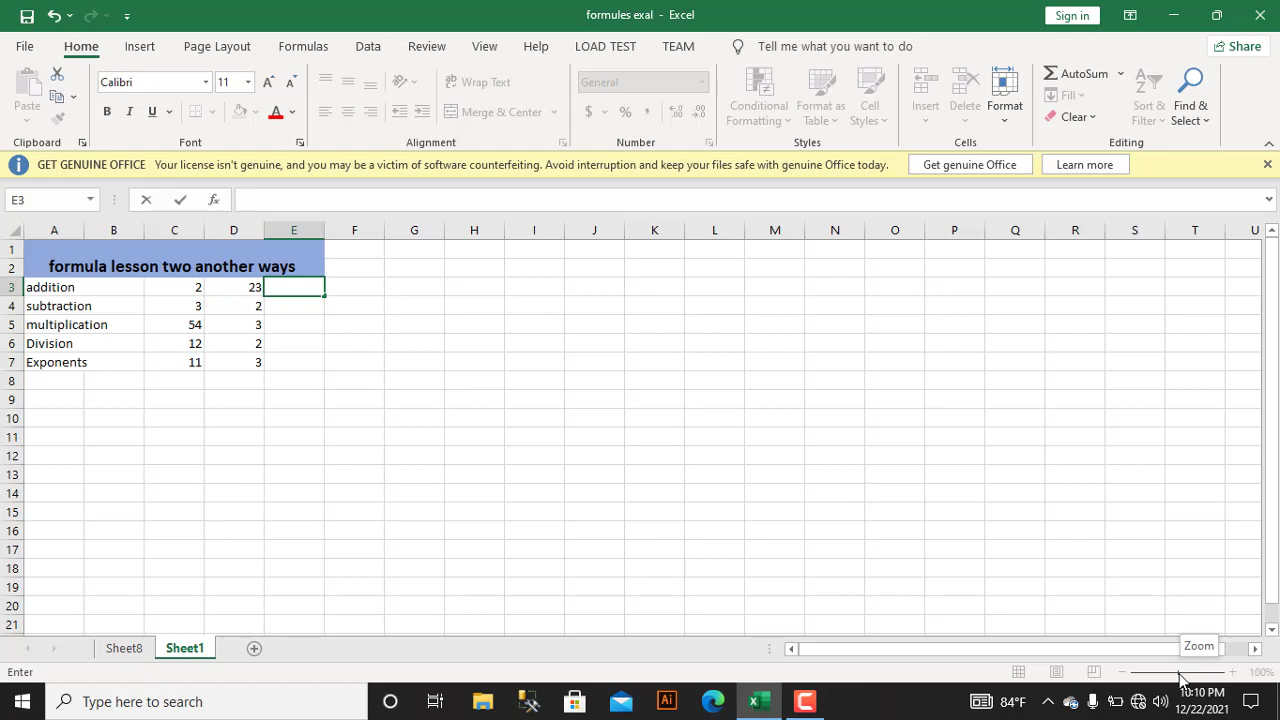 formules exal - Excel
Sign in
File Home Insert Page Layout Formulas Data Review View Help LOAD TEST TEAM Tell me what you want to do Share
Paste
Calibri 11
B I U
Wrap Text
Merge & Center
General
$ % ,
Conditional Formatting
Format as Table
Cell Styles
Insert Delete Format
AutoSum
Fill
Clear
Sort & Filter
Find & Select
Clipboard Font Alignment Number Styles Cells Editing
GET GENUINE OFFICE Your license isn't genuine, and you may be a victim of software counterfeiting. Avoid interruption and keep your files safe with genuine Office today. Get genuine Office Learn more
E3 fx
A B C D E F G H I J K L M N O P Q R S T U
1
2 formula lesson two another ways
3 addition 2 23
4 subtraction 3 2
5 multiplication 54 3
6 Division 12 2
7 Exponents 11 3
8
9
10
11
12
13
14
15
16
17
18
19
20
21
Sheet8 Sheet1
Zoom
Enter 100%
Type here to search
Ai
84°F
10:10 PM
12/22/2021